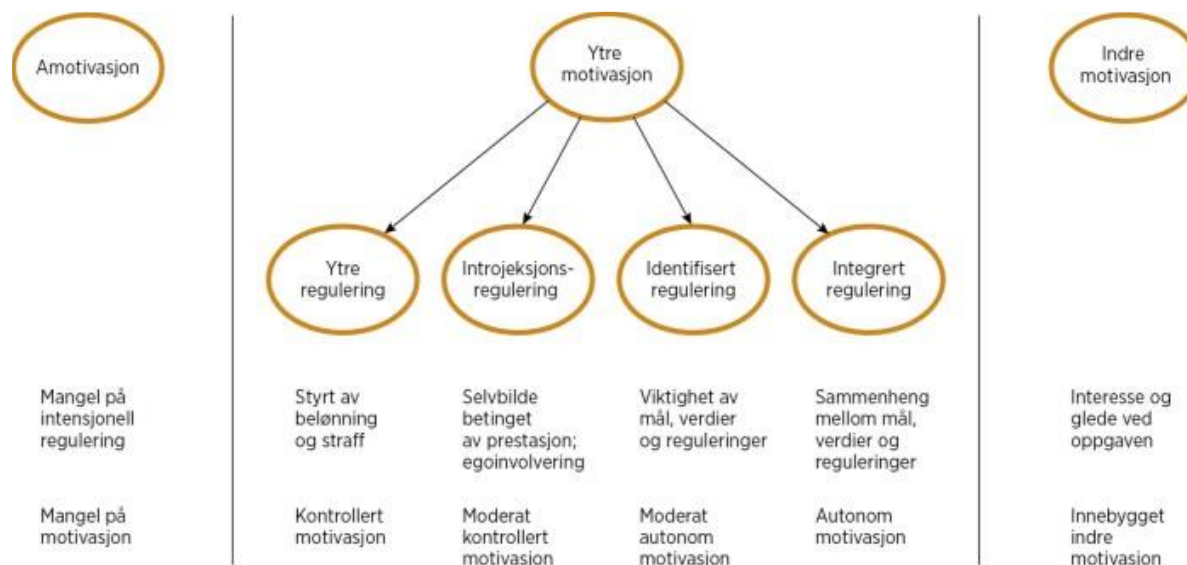 Amotivasjon
Ytre
motivasjon
Indre
motivasjon
Ytre
regulering
Introjeksjons-
regulering
Identifisert
regulering
Integrert
regulering
Mangel på
intensjonell
regulering
Styrt av
belønning
og straff
Selvbilde
betinget
av prestasjon;
egoinvolvering
Viktighet av
mål, verdier
og reguleringer
Sammenheng
mellom mål,
verdier og
reguleringer
Interesse og
glede ved
oppgaven
Mangel på
motivasjon
Kontrollert
motivasjon
Moderat
kontrollert
motivasjon
Moderat
autonom
motivasjon
Autonom
motivasjon
Innebygget
indre
motivasjon